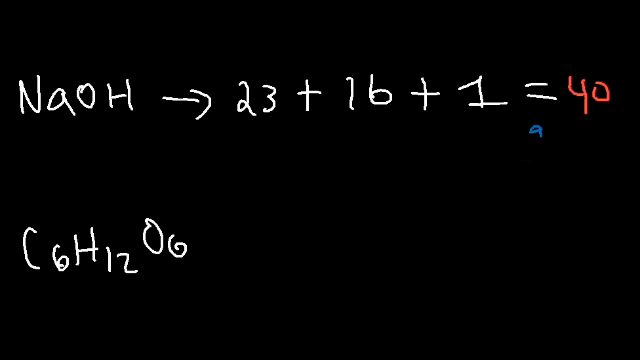 NaOH → 23 + 16 + 1 = 40
a
C₆H₁₂O₆